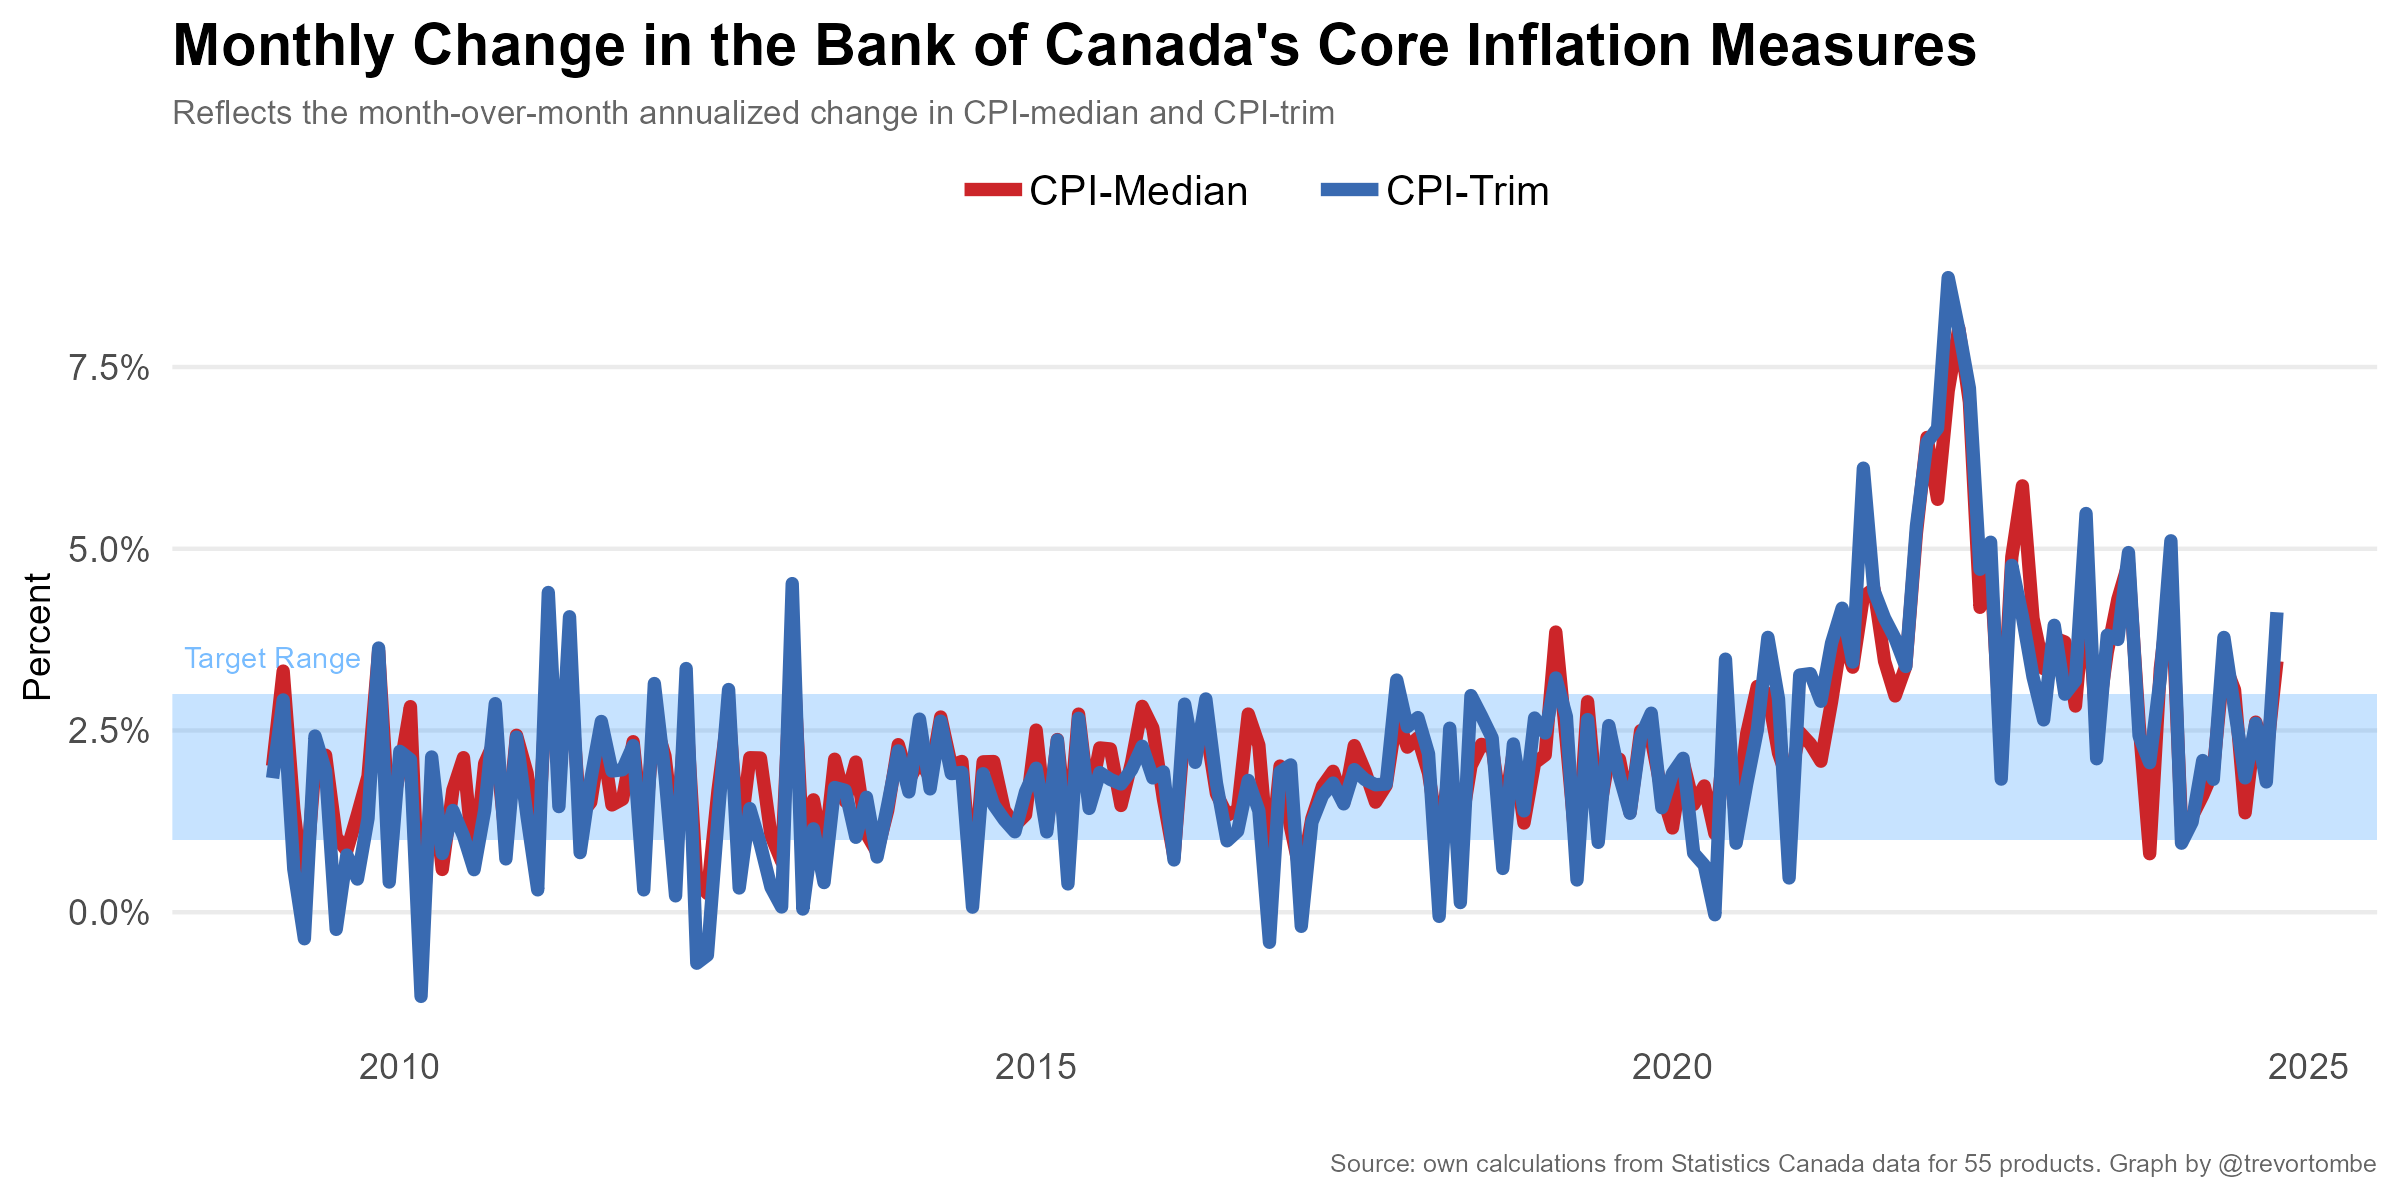 Monthly Change in the Bank of Canada's Core Inflation Measures
Reflects the month-over-month annualized change in CPI-median and CPI-trim
CPI-Median
CPI-Trim
7.5%
5.0%
2.5%
0.0%
Percent
Target Range
2010
2015
2020
2025
Source: own calculations from Statistics Canada data for 55 products. Graph by @trevortombe